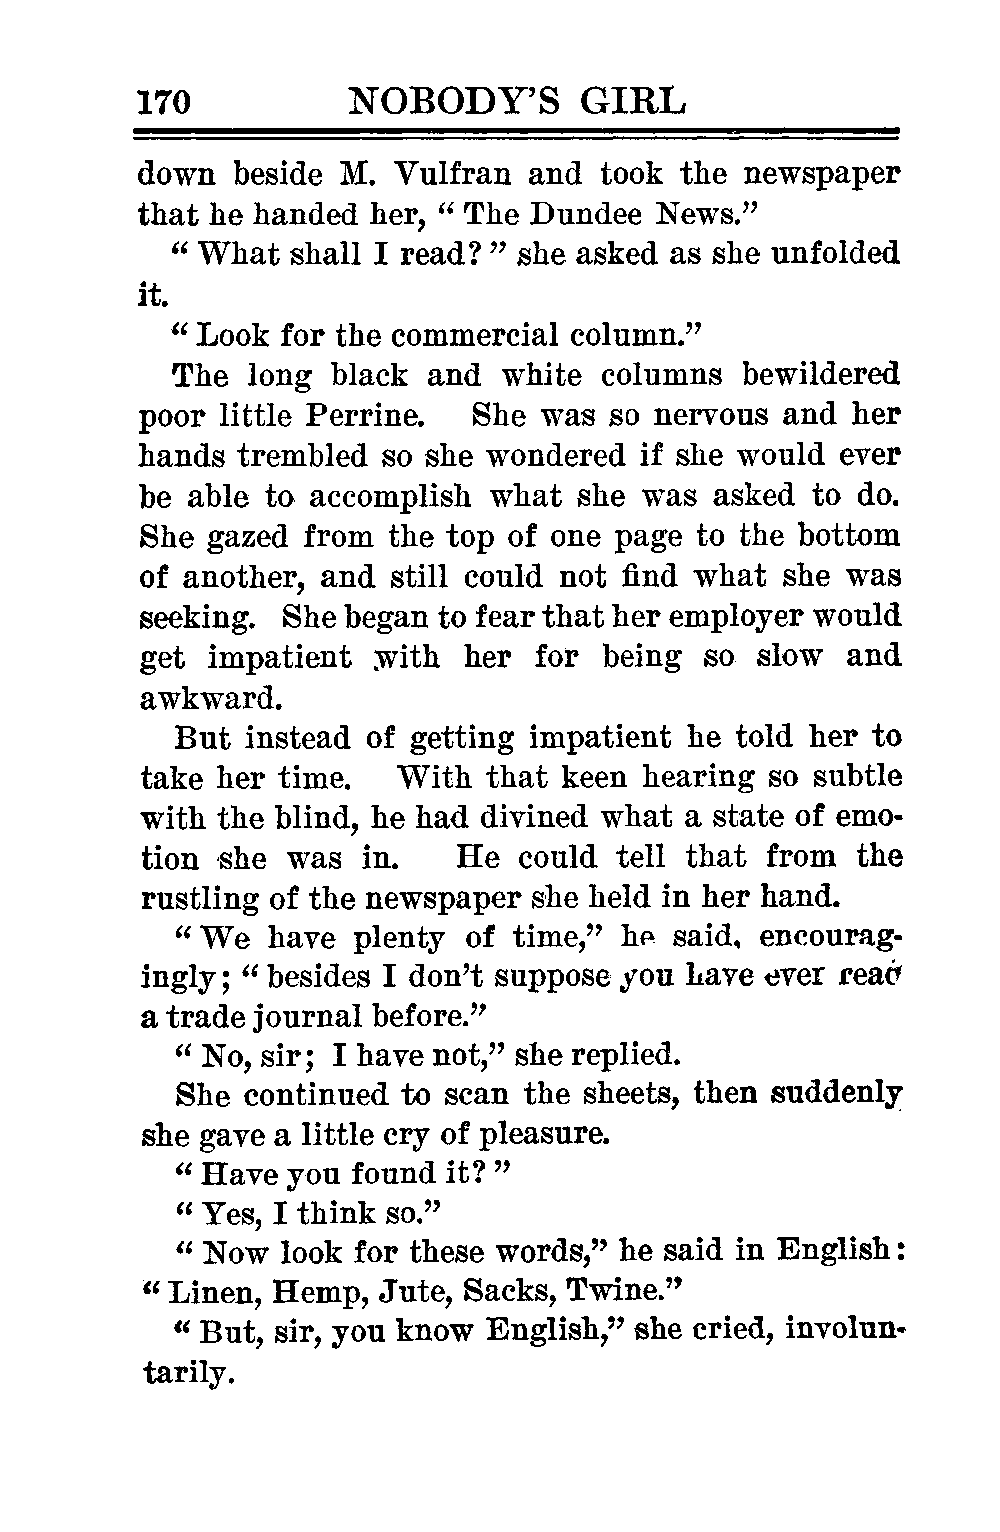 170 NOBODY'S GIRL
down beside M. Vulfran and took the newspaper
that he handed her, “ The Dundee News.”
“ What shall I read? ” she asked as she unfolded
it.
“ Look for the commercial column.”
The long black and white columns bewildered
poor little Perrine. She was so nervous and her
hands trembled so she wondered if she would ever
be able to accomplish what she was asked to do.
She gazed from the top of one page to the bottom
of another, and still could not find what she was
seeking. She began to fear that her employer would
get impatient with her for being so slow and
awkward.
But instead of getting impatient he told her to
take her time. With that keen hearing so subtle
with the blind, he had divined what a state of emo-
tion she was in. He could tell that from the
rustling of the newspaper she held in her hand.
“ We have plenty of time,” he said, encourag-
ingly; “ besides I don't suppose you have ever read
a trade journal before.”
“ No, sir; I have not,” she replied.
She continued to scan the sheets, then suddenly
she gave a little cry of pleasure.
“ Have you found it? ”
“ Yes, I think so.”
“ Now look for these words,” he said in English:
“ Linen, Hemp, Jute, Sacks, Twine.”
“ But, sir, you know English,” she cried, involun-
tarily.